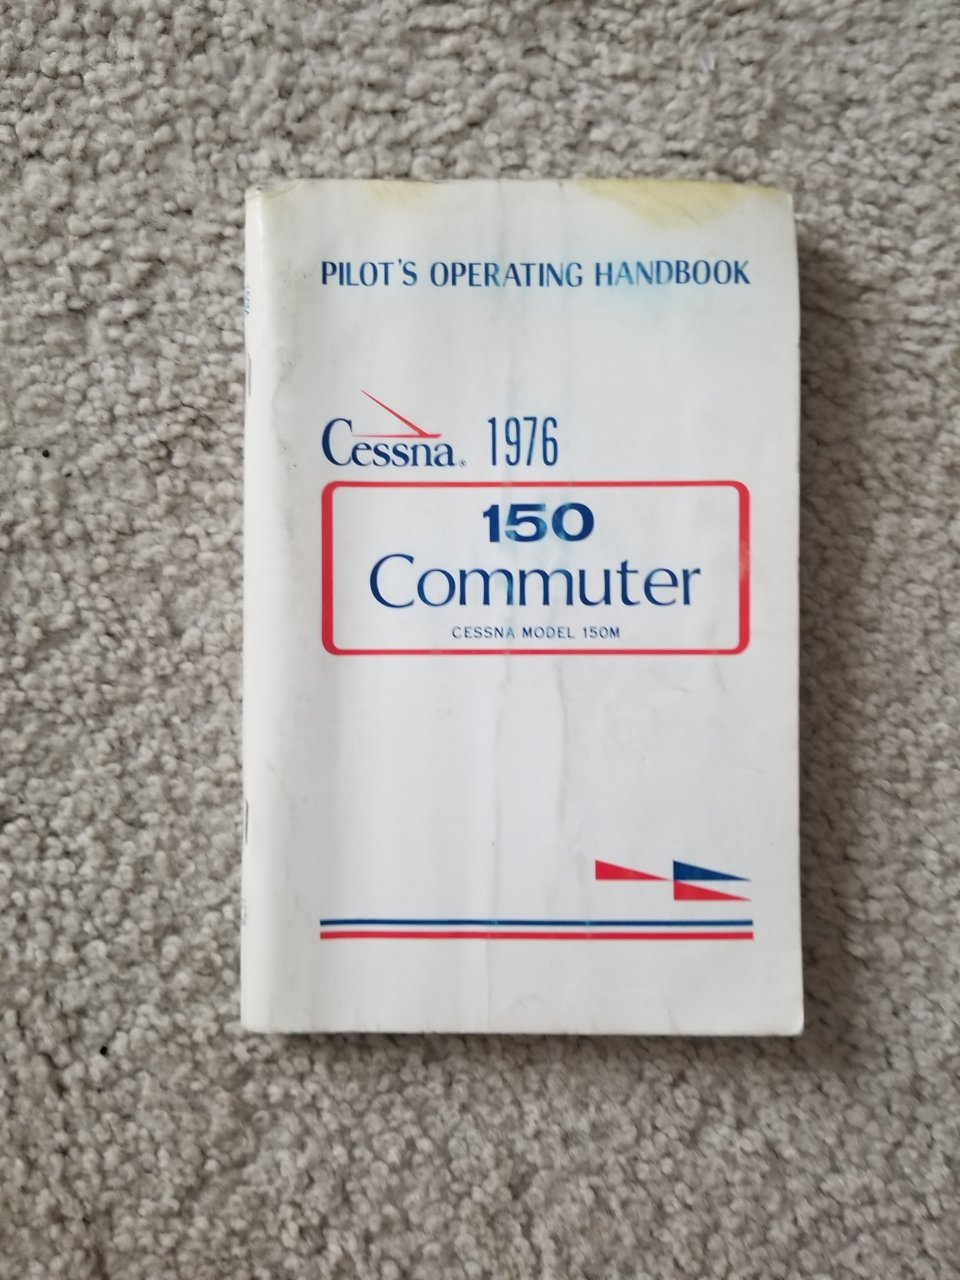 PILOT'S OPERATING HANDBOOK
Cessna® 1976
150
Commuter
CESSNA MODEL 150M